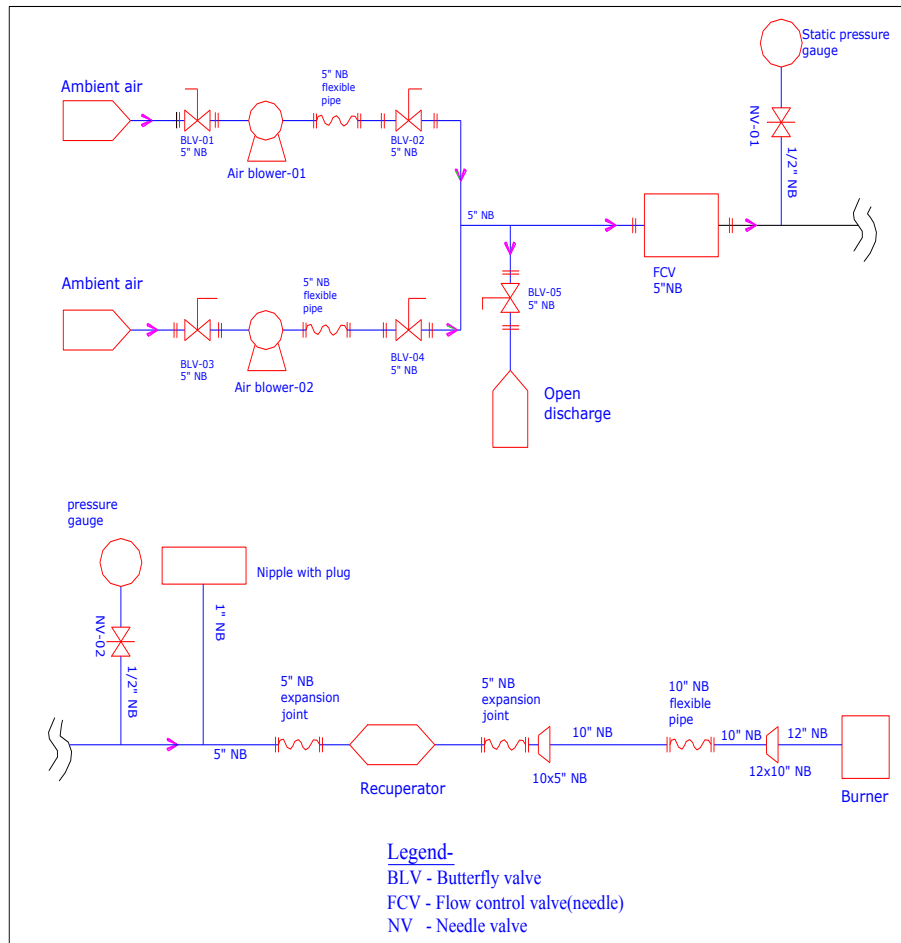 Static pressure
gauge
NV-01
1/2" NB
Ambient air
5" NB
flexible
pipe
BLV-01
5" NB
Air blower-01
BLV-02
5" NB
5" NB
FCV
5"NB
Ambient air
5" NB
flexible
pipe
BLV-03
5" NB
Air blower-02
BLV-04
5" NB
BLV-05
5" NB
Open
discharge
pressure
gauge
NV-02
1/2" NB
Nipple with plug
1" NB
5" NB
5" NB
expansion
joint
Recuperator
5" NB
expansion
joint
10x5" NB
10" NB
10" NB
flexible
pipe
10" NB
12x10" NB
12" NB
Burner
Legend-
BLV - Butterfly valve
FCV - Flow control valve(needle)
NV - Needle valve